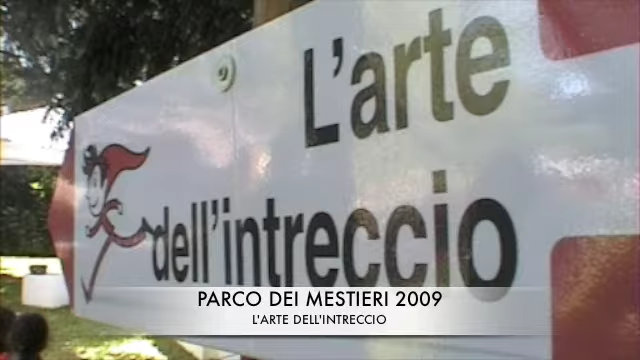 L'arte
dell'intreccio
PARCO DEI MESTIERI 2009
L'ARTE DELL'INTRECCIO